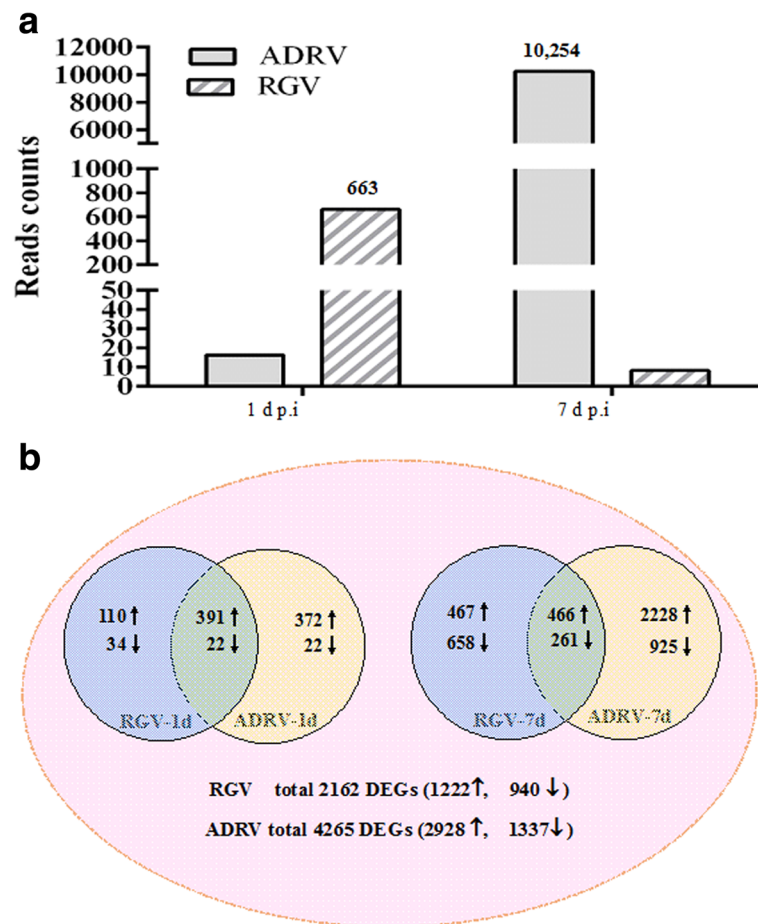 a
12000
10000
8000
6000
1000
800
600
400
200
50
40
30
20
10
0
Reads counts
ADRV
RGV
663
10,254
1 d p.i
7 d p.i
b
110↑ 391↑ 372↑
34↓ 22↓ 22↓
RGV-1d ADRV-1d
467↑ 466↑ 2228↑
658↓ 261↓ 925↓
RGV-7d ADRV-7d
RGV total 2162 DEGs (1222↑, 940↓)
ADRV total 4265 DEGs (2928↑, 1337↓)